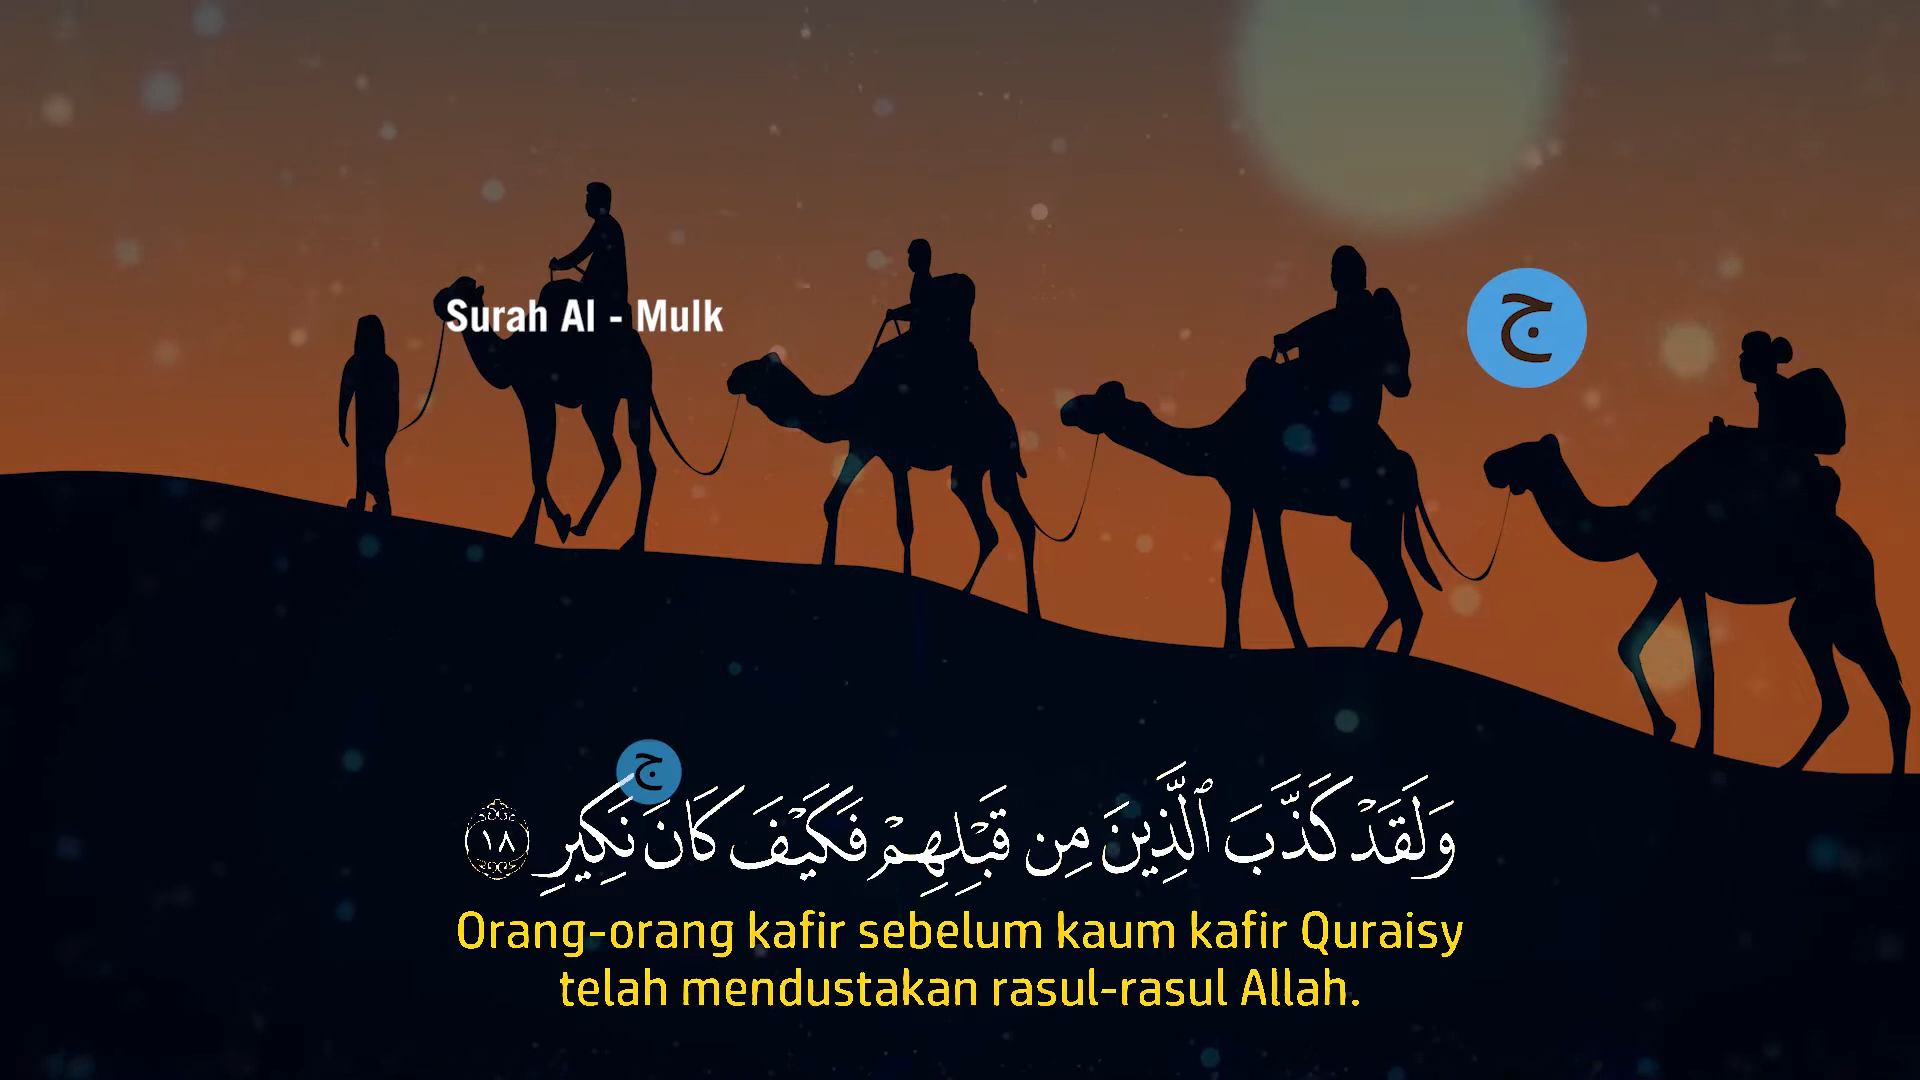 Surah Al - Mulk
ج
ج
وَلَقَدْ كَذَّبَ ٱلَّذِينَ مِن قَبْلِهِمْ فَكَيْفَ كَانَ نَكِيرِ ١٨
Orang-orang kafir sebelum kaum kafir Quraisy
telah mendustakan rasul-rasul Allah.